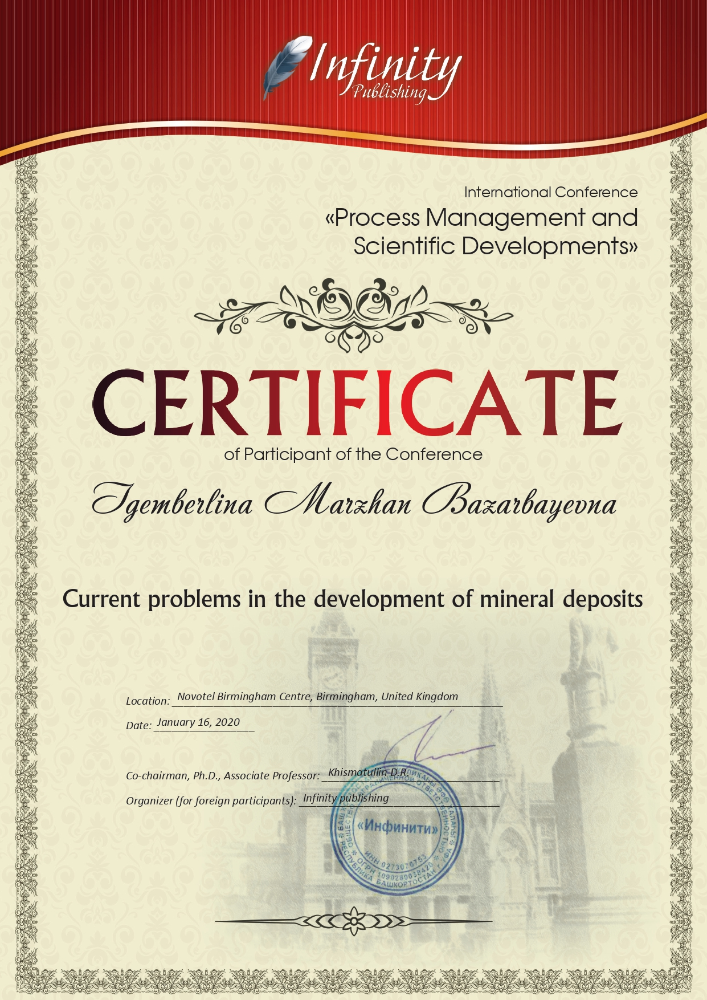 Infinity
Publishing
International Conference
«Process Management and
Scientific Developments»
CERTIFICATE
of Participant of the Conference
Igemberlina Marzhan Bazarbayevna
Current problems in the development of mineral deposits
Location: Novotel Birmingham Centre, Birmingham, United Kingdom
Date: January 16, 2020
Co-chairman, Ph.D., Associate Professor: Khismatullin D.R.
Organizer (for foreign participants): Infinity publishing
«Инфинити»
ИНН 0273076753
ОГРН 1090280038420
РЕСПУБЛИКА БАШКОРТОСТАН г. УФА